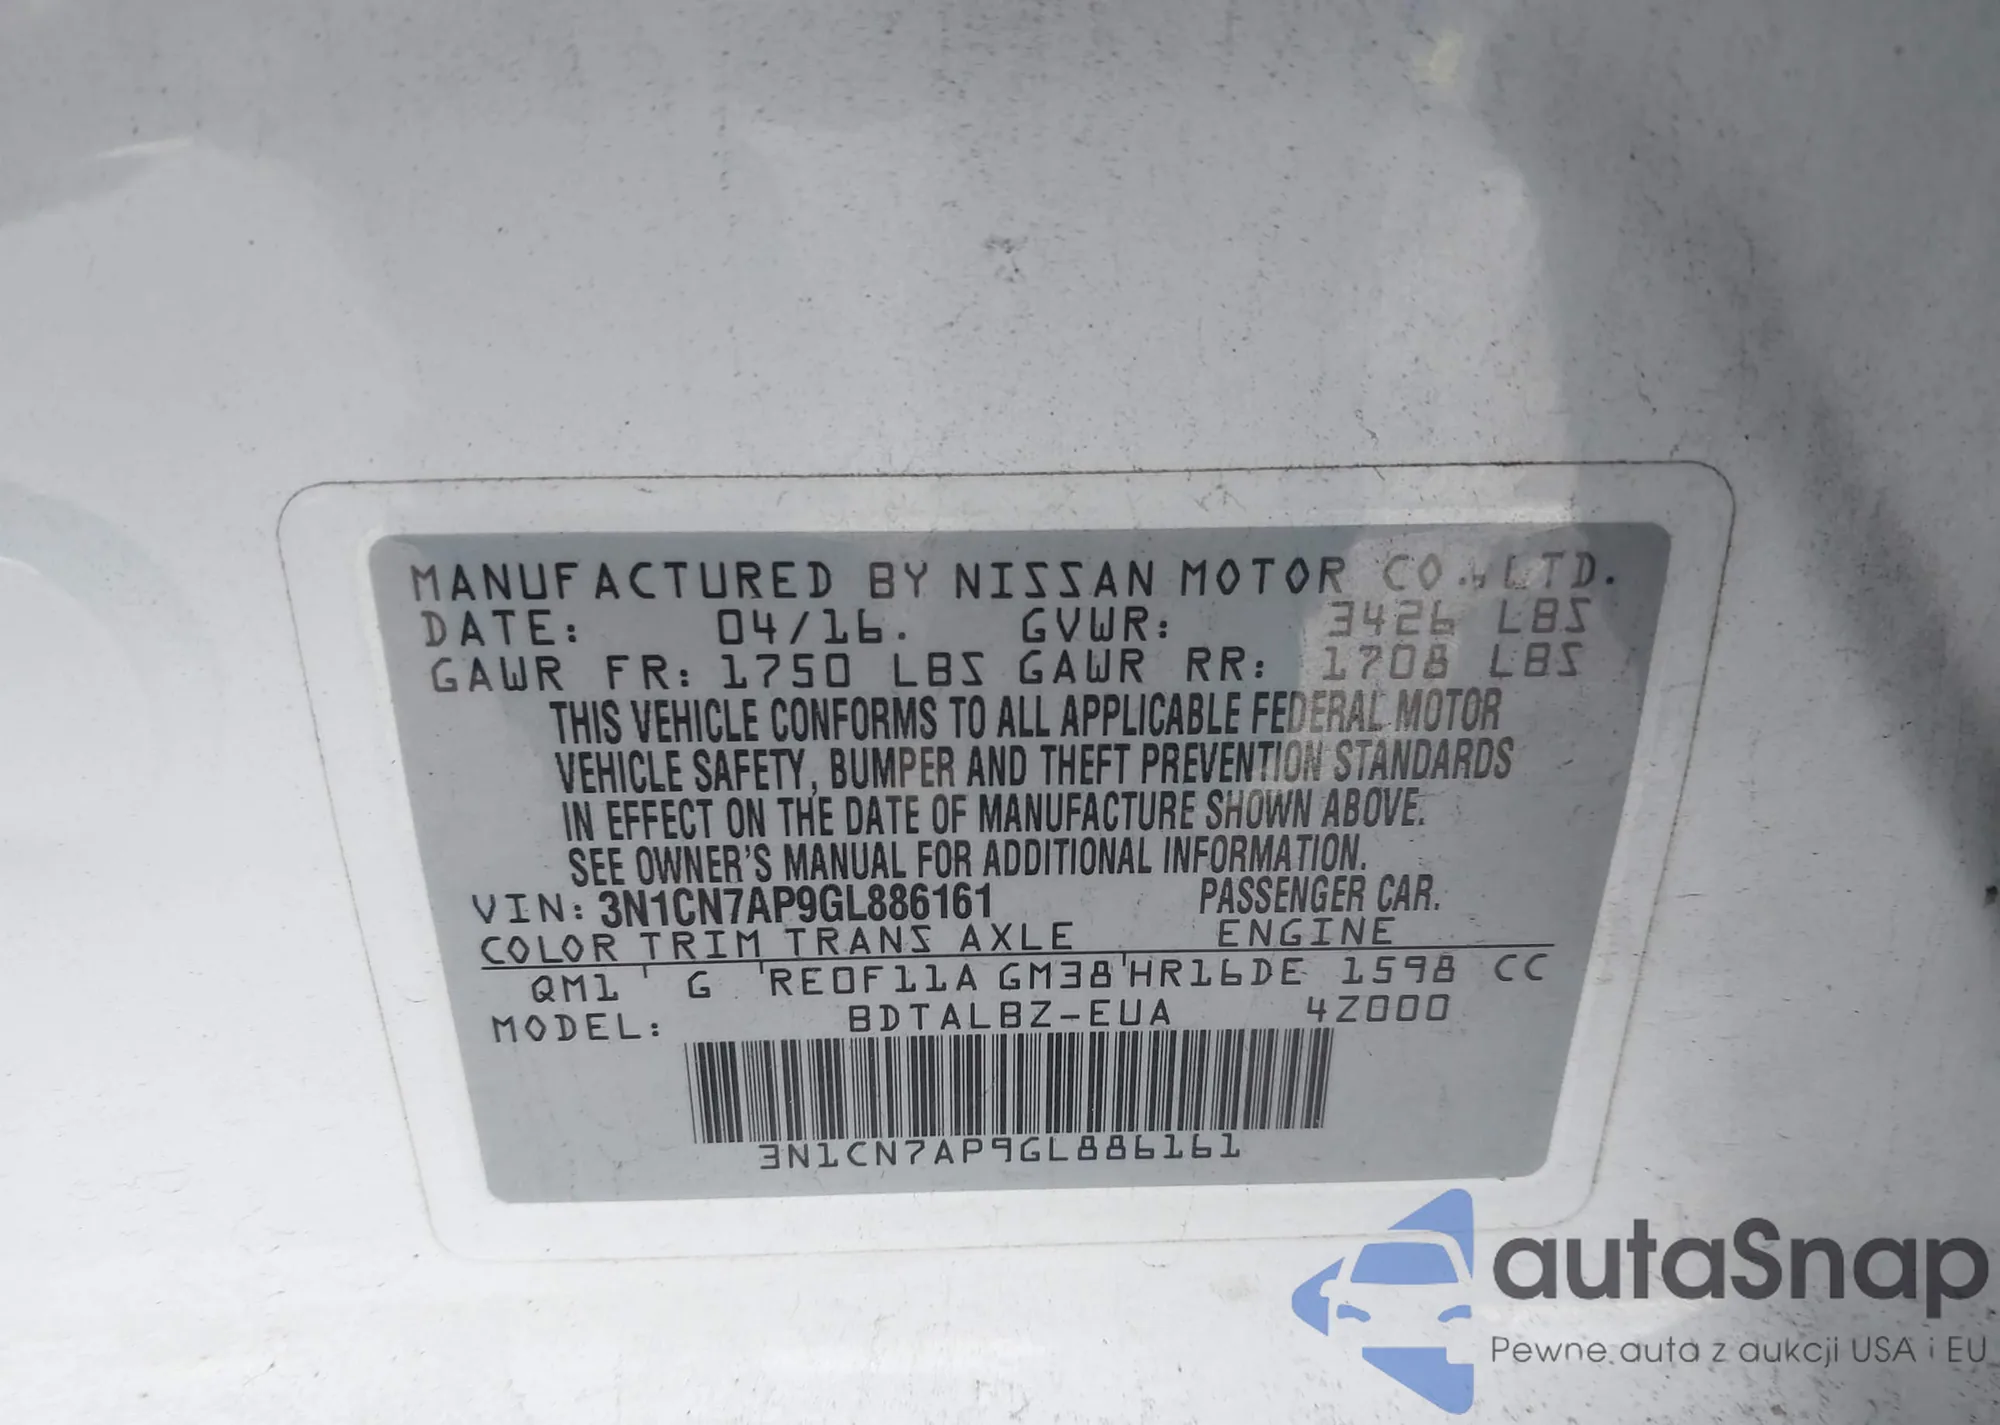 MANUFACTURED BY NISSAN MOTOR CO., LTD.
DATE: 04/16. GVWR: 3426 LBS
GAWR FR: 1750 LBS GAWR RR: 1708 LBS
THIS VEHICLE CONFORMS TO ALL APPLICABLE FEDERAL MOTOR
VEHICLE SAFETY, BUMPER AND THEFT PREVENTION STANDARDS
IN EFFECT ON THE DATE OF MANUFACTURE SHOWN ABOVE.
SEE OWNER'S MANUAL FOR ADDITIONAL INFORMATION.
VIN: 3N1CN7AP9GL886161 PASSENGER CAR.
COLOR TRIM TRANS AXLE ENGINE
QM1 ' G 'RE0F11A GM38'HR16DE 1598 CC
MODEL: BDTALBZ-EUA 4Z000
3N1CN7AP9GL886161
autaSnap
Pewne auta z aukcji USA i EU